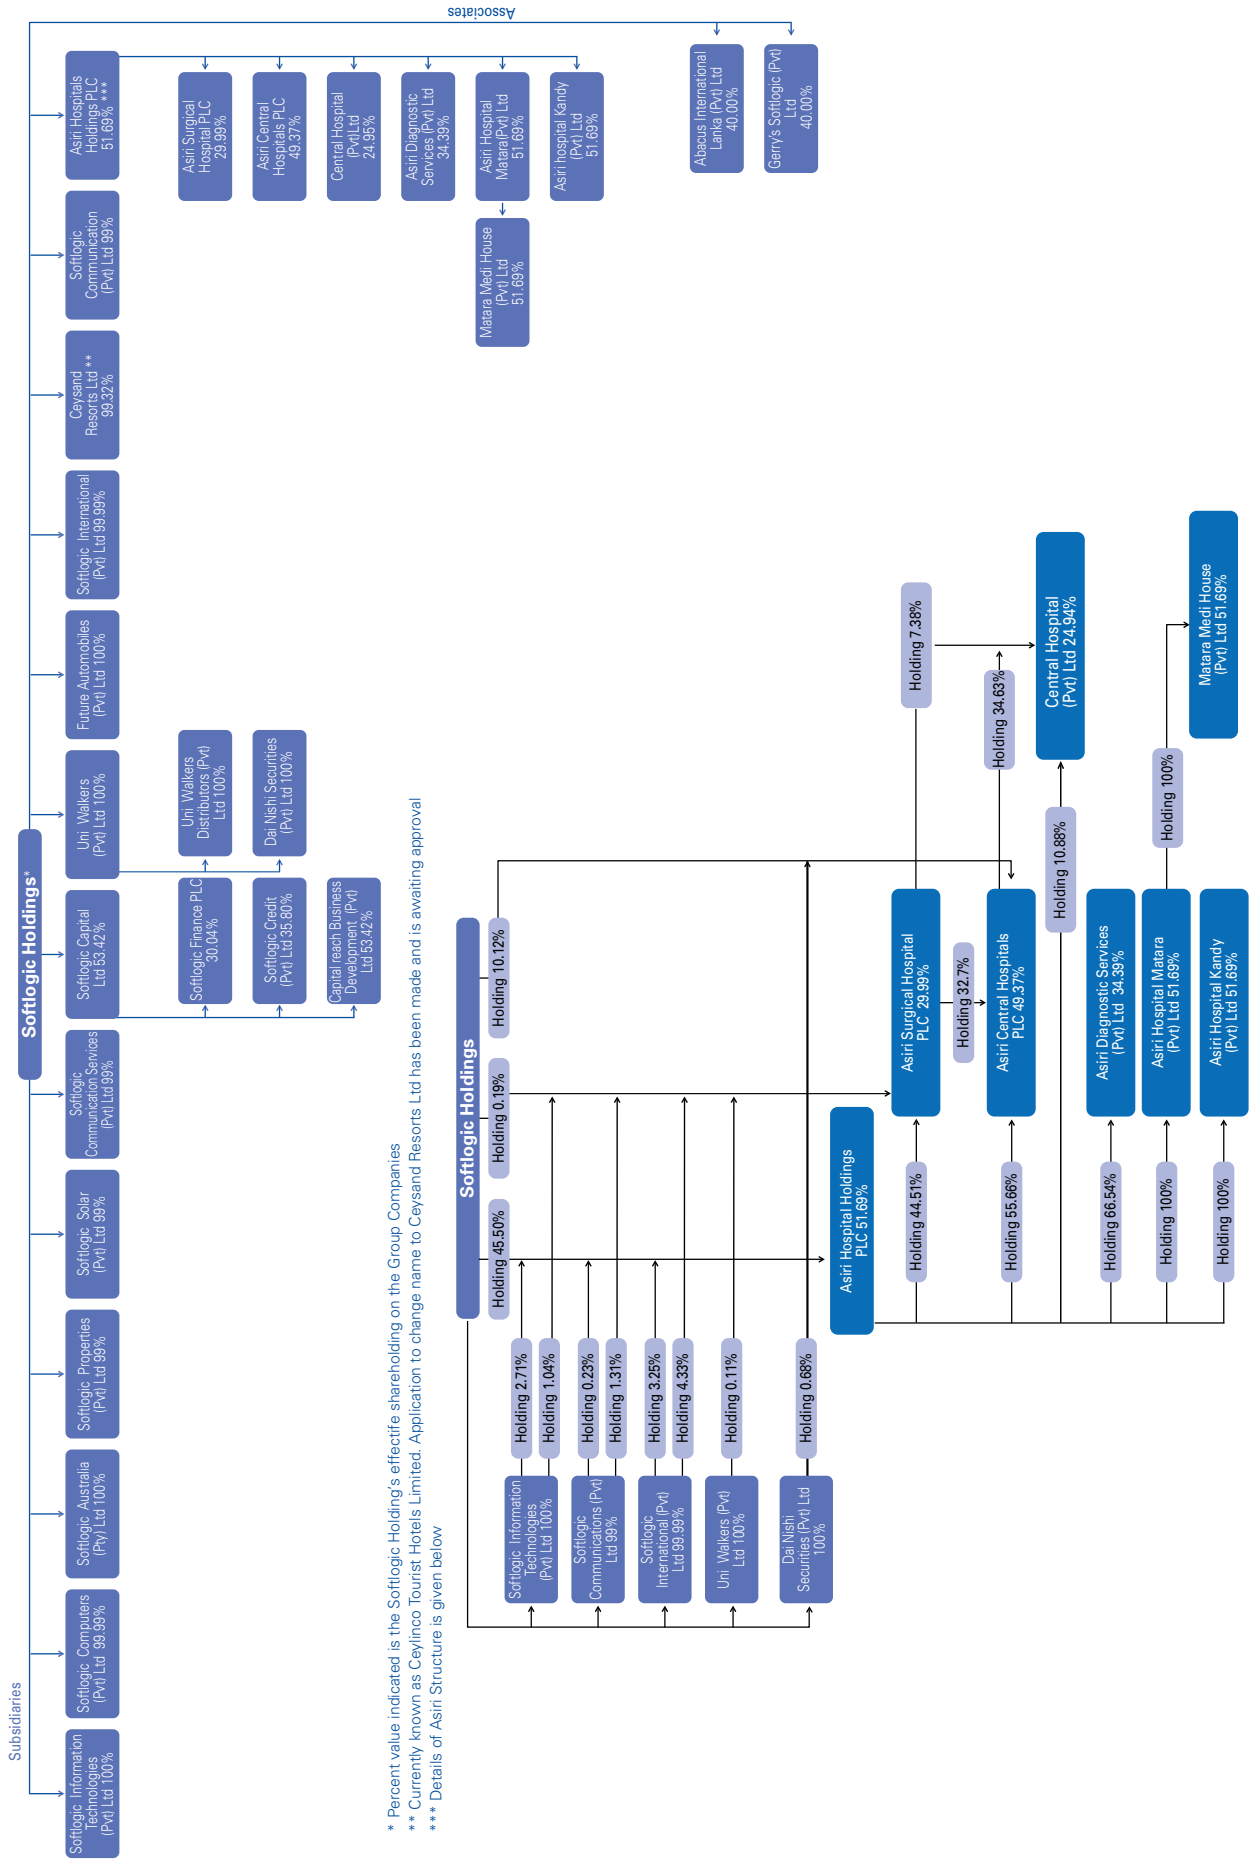 Subsidiaries
Softlogic Holdings*
Associates
Softlogic Information
Technologies
(Pvt) Ltd 100%
Softlogic Computers
(Pvt) Ltd 99.99%
Softlogic Australia
(Pty) Ltd 100%
Softlogic Properties
(Pvt) Ltd 99%
Softlogic Solar
(Pvt) Ltd 99%
Softlogic
Communication Services
(Pvt) Ltd 99%
Softlogic Capital
Ltd 53.42%
Uni Walkers
(Pvt) Ltd 100%
Future Automobiles
(Pvt) Ltd 100%
Softlogic International
(Pvt) Ltd 99.99%
Ceysand
Resorts Ltd **
99.32%
Softlogic
Communication
(Pvt) Ltd 99%
Asiri Hospitals
Holdings PLC
51.69% ***
Softlogic Finance PLC
30.04%
Softlogic Credit
(Pvt) Ltd 35.80%
Capital reach Business
Development (Pvt)
Ltd 53.42%
Uni Walkers
Distributors (Pvt)
Ltd 100%
Dai Nishi Securities
(Pvt) Ltd 100%
Asiri Surgical
Hospital PLC
29.99%
Asiri Central
Hospitals PLC
49.37%
Central Hospital
(Pvt)Ltd
24.95%
Asiri Diagnostic
Services (Pvt) Ltd
34.39%
Asiri Hospital
Matara(Pvt) Ltd
51.69%
Asiri hospital Kandy
(Pvt) Ltd
51.69%
Matara Medi House
(Pvt) Ltd
51.69%
Abacus International
Lanka (Pvt) Ltd
40.00%
Gerry's Softlogic (Pvt)
Ltd
40.00%
* Percent value indicated is the Softlogic Holding's effectife shareholding on the Group Companies
** Currently known as Ceylinco Tourist Hotels Limited. Application to change name to Ceysand Resorts Ltd has been made and is awaiting approval
*** Details of Asiri Structure is given below
Softlogic Holdings
Holding 45.50%
Holding 0.19%
Holding 10.12%
Softlogic Information
Technologies
(Pvt) Ltd 100%
Holding 2.71%
Holding 1.04%
Softlogic
Communications (Pvt)
Ltd 99%
Holding 0.23%
Holding 1.31%
Softlogic
International (Pvt)
Ltd 99.99%
Holding 3.25%
Holding 4.33%
Uni Walkers (Pvt)
Ltd 100%
Holding 0.11%
Dai Nishi
Securities (Pvt) Ltd
100%
Holding 0.68%
Asiri Hospital Holdings
PLC 51.69%
Holding 44.51%
Asiri Surgical Hospital
PLC 29.99%
Holding 7.38%
Holding 32.7%
Holding 55.66%
Asiri Central Hospitals
PLC 49.37%
Holding 34.63%
Holding 10.88%
Central Hospital
(Pvt) Ltd 24.94%
Holding 66.54%
Asiri Diagnostic Services
(Pvt) Ltd 34.39%
Holding 100%
Asiri Hospital Matara
(Pvt) Ltd 51.69%
Holding 100%
Matara Medi House
(Pvt) Ltd 51.69%
Holding 100%
Asiri Hospital Kandy
(Pvt) Ltd 51.69%